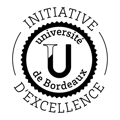 INITIATIVE
université
U
de Bordeaux
D'EXCELLENCE